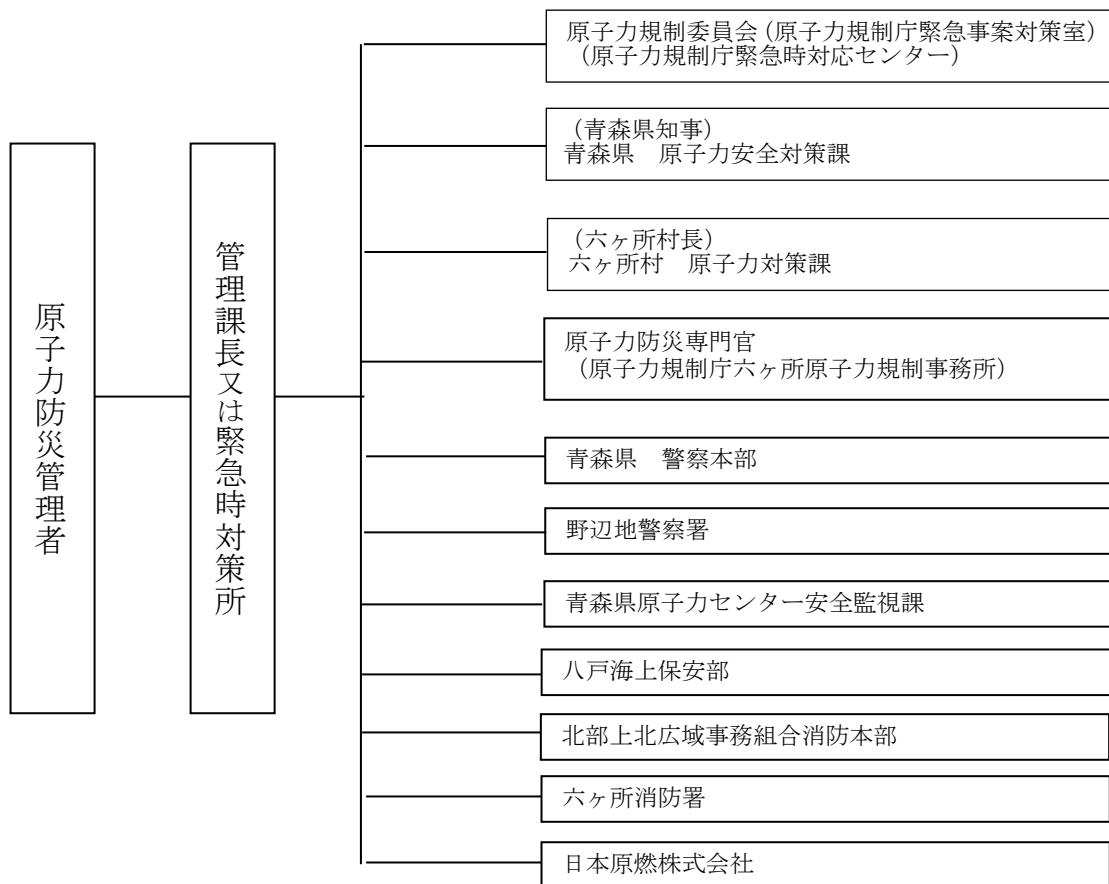 原子力防災管理者
管理課長又は緊急時対策所
原子力規制委員会(原子力規制庁緊急事案対策室)
(原子力規制庁緊急時対応センター)
(青森県知事)
青森県　原子力安全対策課
(六ヶ所村長)
六ヶ所村　原子力対策課
原子力防災専門官
(原子力規制庁六ヶ所原子力規制事務所)
青森県　警察本部
野辺地警察署
青森県原子力センター安全監視課
八戸海上保安部
北部上北広域事務組合消防本部
六ヶ所消防署
日本原燃株式会社